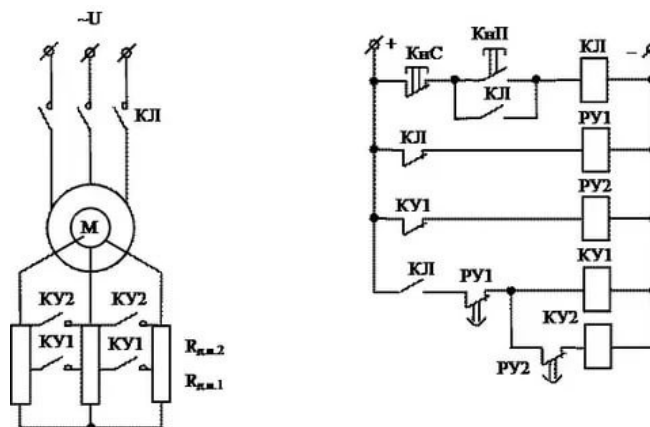 ~U
КЛ
М
КУ2 КУ2
КУ1 КУ1
Rд.п.2
Rд.п.1
+ КнС КнП КЛ −
КЛ
КЛ РУ1
КУ1 РУ2
КЛ РУ1 КУ1
КУ2
РУ2